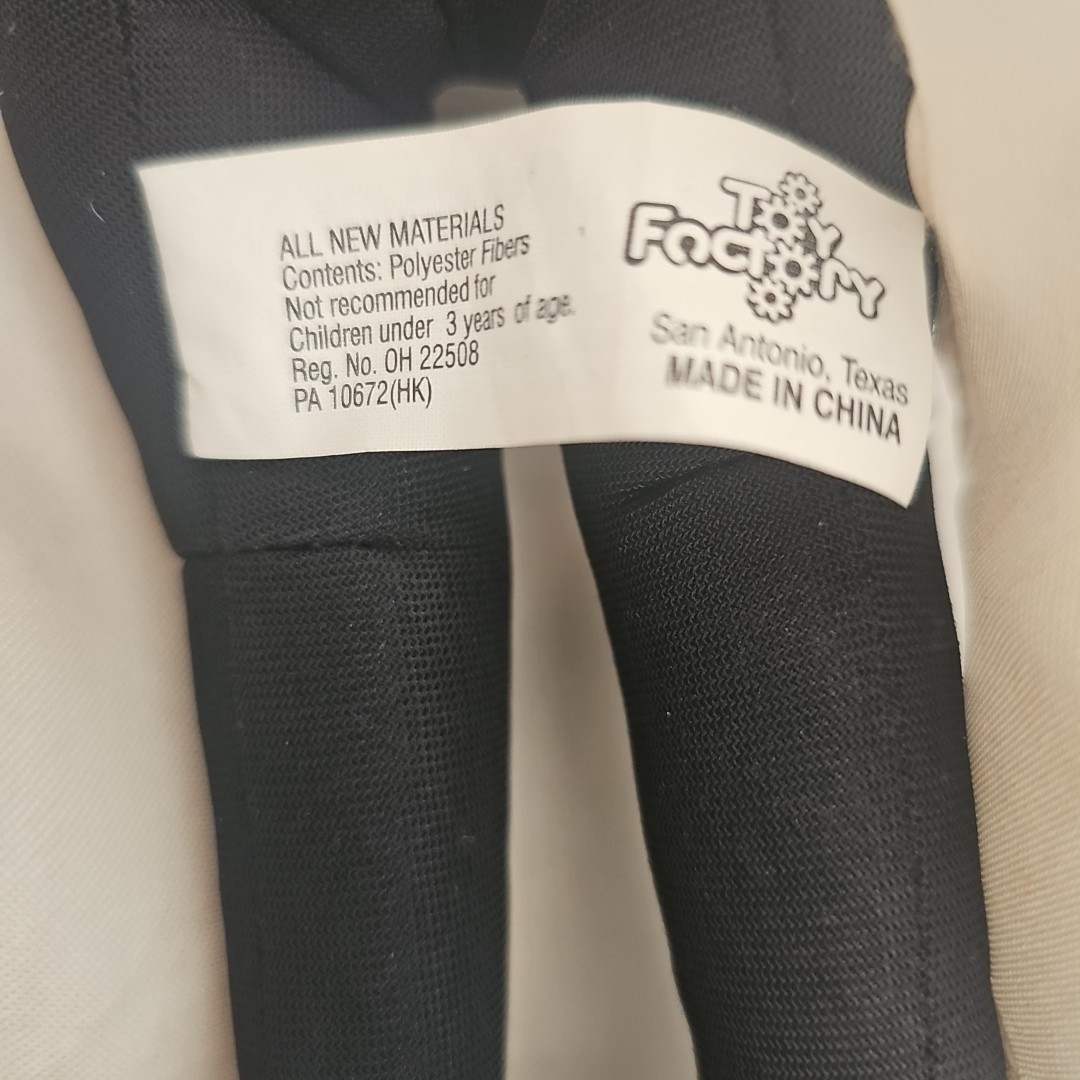 ALL NEW MATERIALS
Contents: Polyester Fibers
Not recommended for
Children under 3 years of age.
Reg. No. OH 22508
PA 10672(HK)
Toy
Factory
San Antonio, Texas
MADE IN CHINA